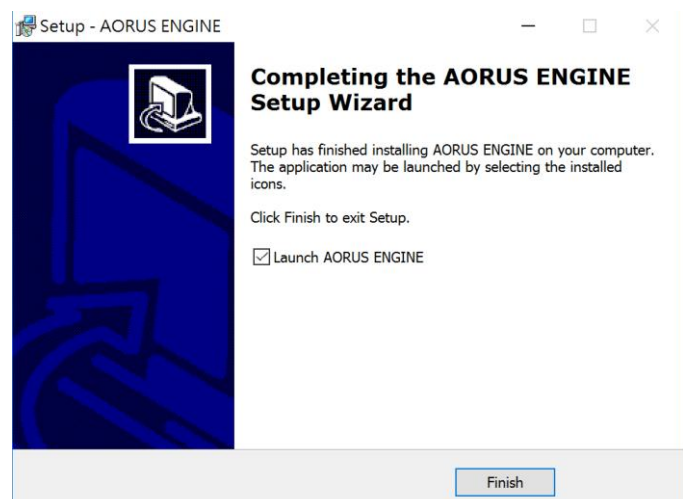 Setup - AORUS ENGINE
Completing the AORUS ENGINE
Setup Wizard
Setup has finished installing AORUS ENGINE on your computer.
The application may be launched by selecting the installed
icons.
Click Finish to exit Setup.
Launch AORUS ENGINE
Finish